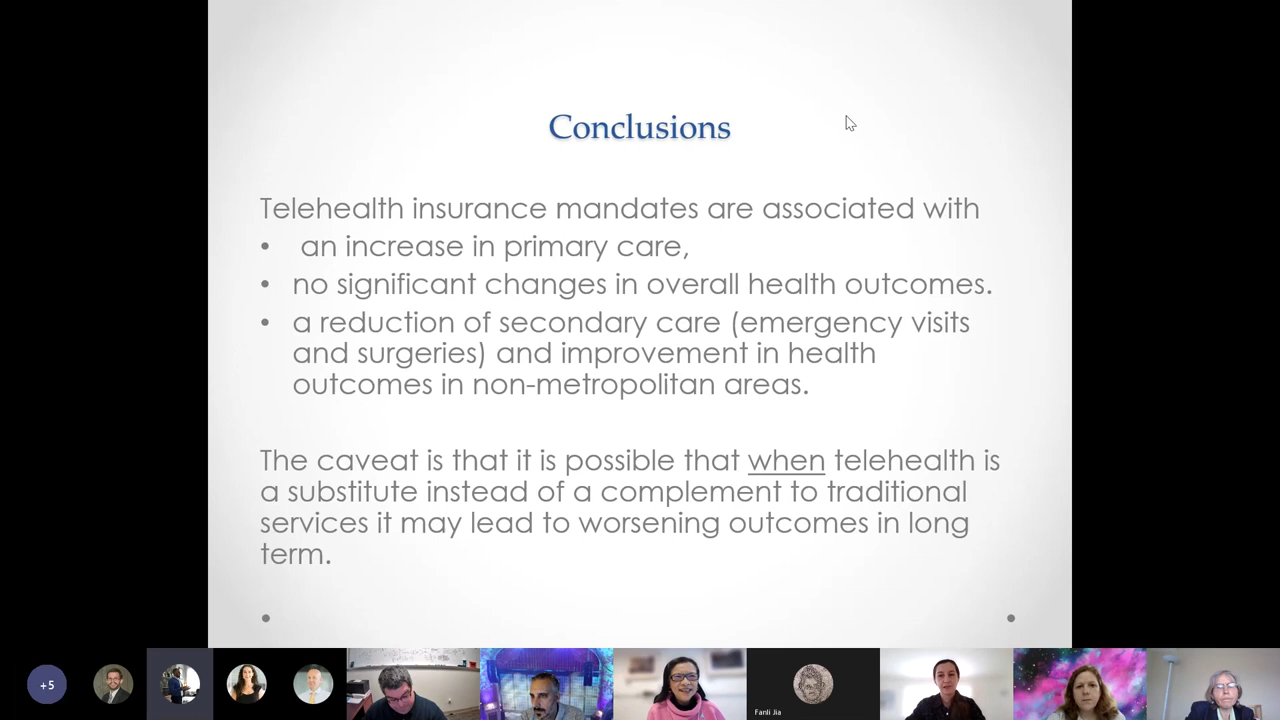 Conclusions
Telehealth insurance mandates are associated with
• an increase in primary care,
• no significant changes in overall health outcomes.
• a reduction of secondary care (emergency visits
and surgeries) and improvement in health
outcomes in non-metropolitan areas.
The caveat is that it is possible that when telehealth is
a substitute instead of a complement to traditional
services it may lead to worsening outcomes in long
term.
+5
Fanli Jia